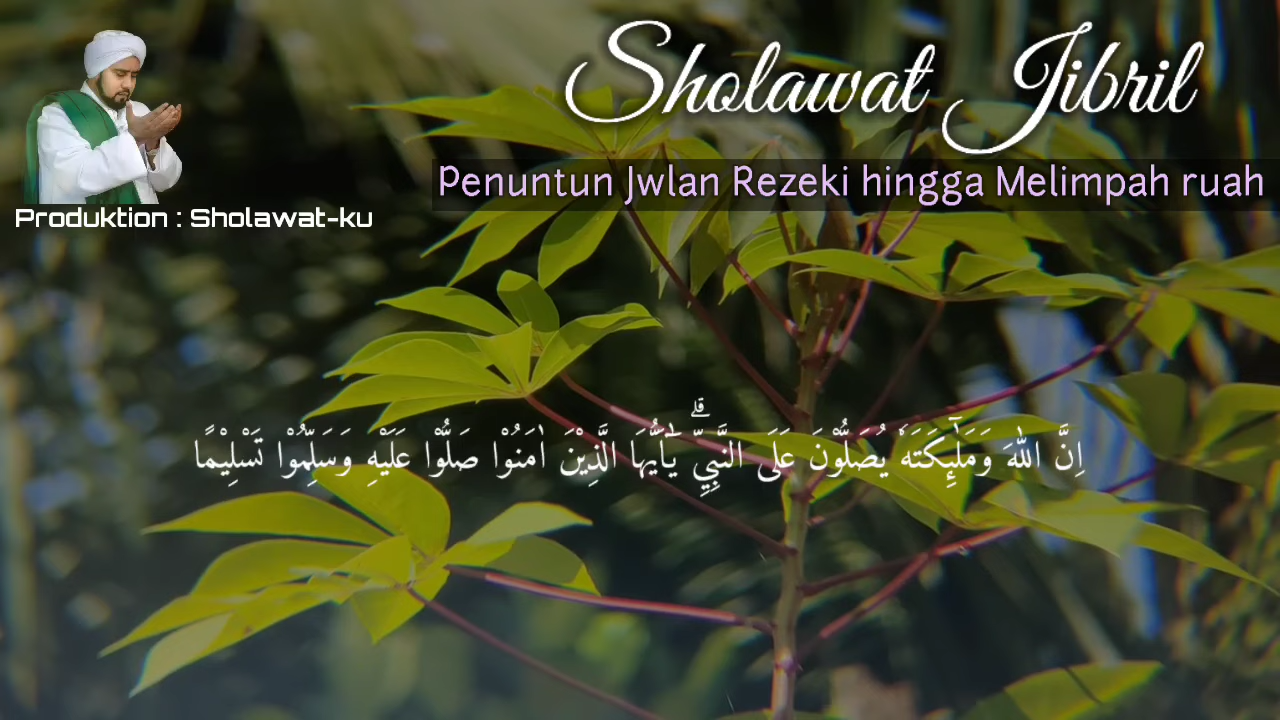 Sholawat Jibril
Penuntun Jwlan Rezeki hingga Melimpah ruah
Produktion : Sholawat-ku
اِنَّ اللّٰهَ وَمَلٰۤىِٕكَتَهٗ يُصَلُّوْنَ عَلَى النَّبِيِّۗ يٰٓاَيُّهَا الَّذِيْنَ اٰمَنُوْا صَلُّوْا عَلَيْهِ وَسَلِّمُوْا تَسْلِيْمًا